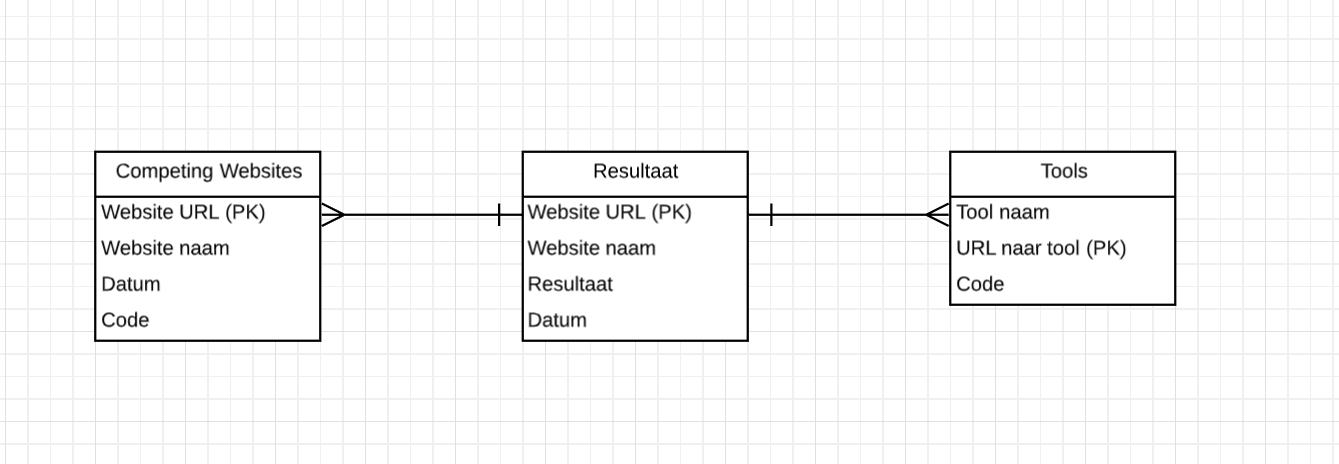 Competing Websites
Website URL (PK)
Website naam
Datum
Code
Resultaat
Website URL (PK)
Website naam
Resultaat
Datum
Tools
Tool naam
URL naar tool (PK)
Code